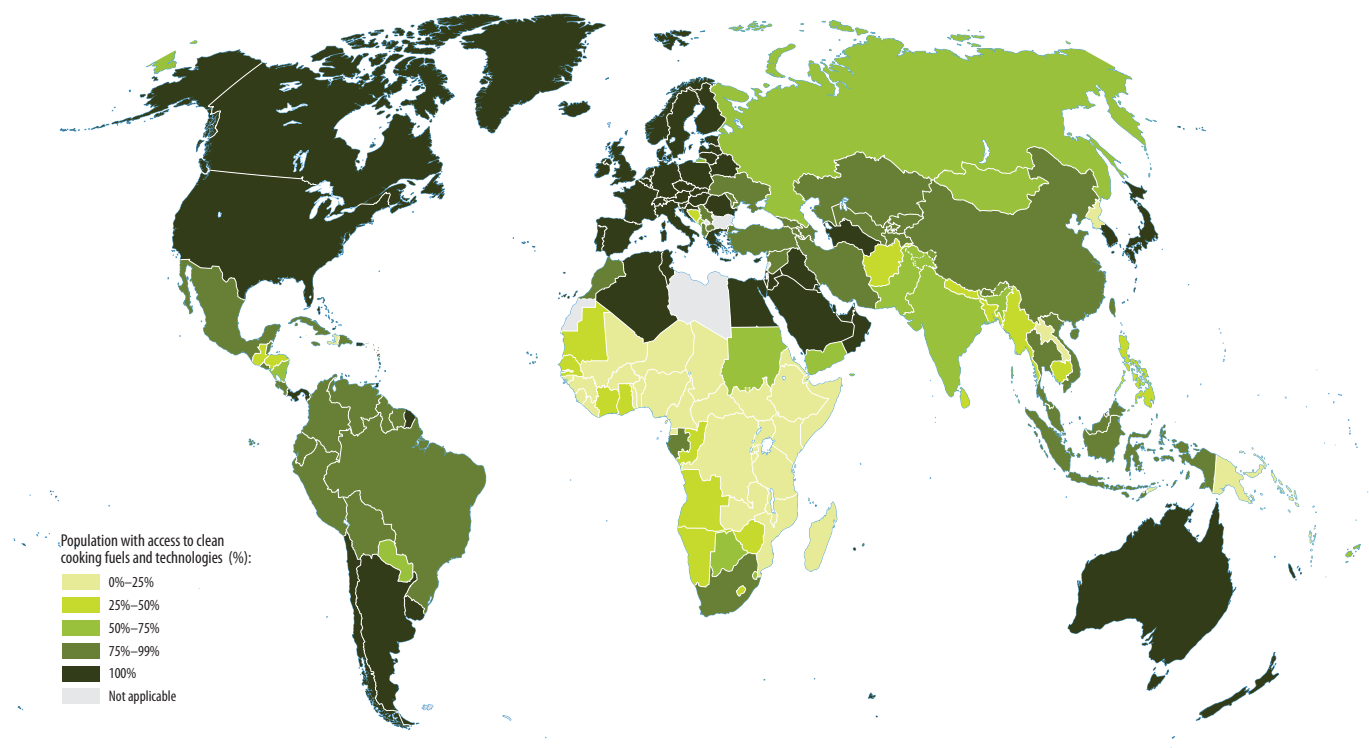 Population with access to clean
cooking fuels and technologies (%):
0%–25%
25%–50%
50%–75%
75%–99%
100%
Not applicable